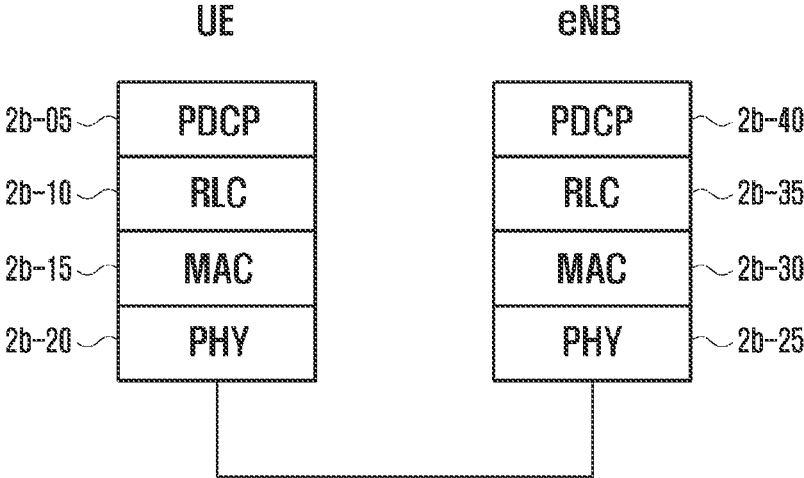 UE eNB
2b-05 PDCP PDCP 2b-40
2b-10 RLC RLC 2b-35
2b-15 MAC MAC 2b-30
2b-20 PHY PHY 2b-25